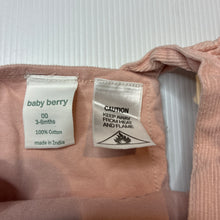 baby berry
00
3-6mths
100% Cotton
made in India
CAUTION
KEEP AWAY
FROM HEAT
AND FLAME